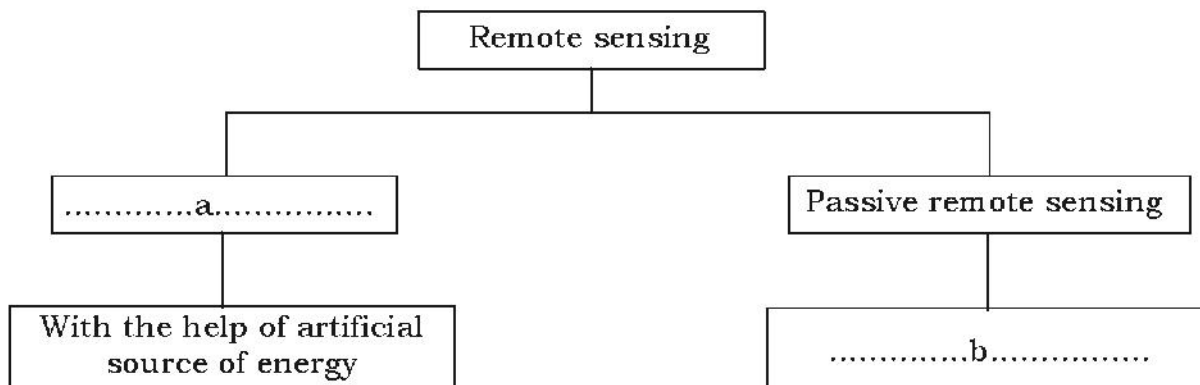 Remote sensing
.............a................
Passive remote sensing
With the help of artificial
source of energy
..............b................